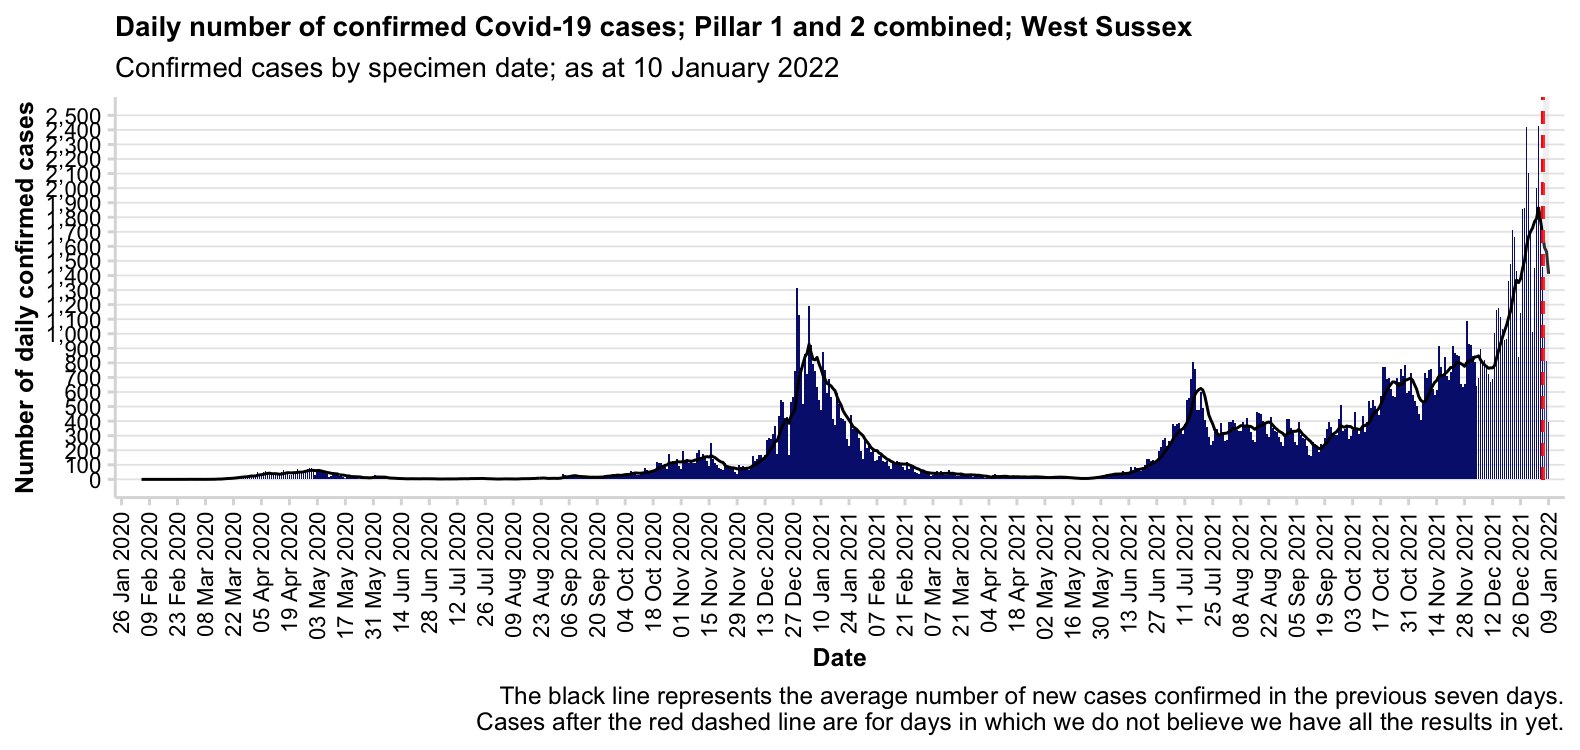 Daily number of confirmed Covid-19 cases; Pillar 1 and 2 combined; West Sussex
Confirmed cases by specimen date; as at 10 January 2022
Number of daily confirmed cases
2,500
2,400
2,300
2,200
2,100
2,000
1,900
1,800
1,700
1,600
1,500
1,400
1,300
1,200
1,100
1,000
900
800
700
600
500
400
300
200
100
0
26 Jan 2020
09 Feb 2020
23 Feb 2020
08 Mar 2020
22 Mar 2020
05 Apr 2020
19 Apr 2020
03 May 2020
17 May 2020
31 May 2020
14 Jun 2020
28 Jun 2020
12 Jul 2020
26 Jul 2020
09 Aug 2020
23 Aug 2020
06 Sep 2020
20 Sep 2020
04 Oct 2020
18 Oct 2020
01 Nov 2020
15 Nov 2020
29 Nov 2020
13 Dec 2020
27 Dec 2020
10 Jan 2021
24 Jan 2021
07 Feb 2021
21 Feb 2021
07 Mar 2021
21 Mar 2021
04 Apr 2021
18 Apr 2021
02 May 2021
16 May 2021
30 May 2021
13 Jun 2021
27 Jun 2021
11 Jul 2021
25 Jul 2021
08 Aug 2021
22 Aug 2021
05 Sep 2021
19 Sep 2021
03 Oct 2021
17 Oct 2021
31 Oct 2021
14 Nov 2021
28 Nov 2021
12 Dec 2021
26 Dec 2021
09 Jan 2022
Date
The black line represents the average number of new cases confirmed in the previous seven days.
Cases after the red dashed line are for days in which we do not believe we have all the results in yet.